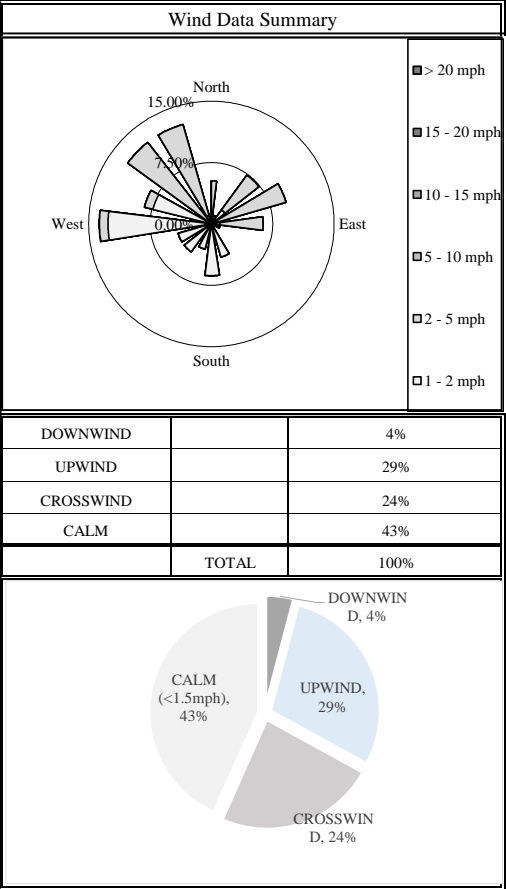 Wind Data Summary
North
15.00%
7.50%
West
0.00%
East
South
> 20 mph
15 - 20 mph
10 - 15 mph
5 - 10 mph
2 - 5 mph
1 - 2 mph
DOWNWIND 4%
UPWIND 29%
CROSSWIND 24%
CALM 43%
TOTAL 100%
DOWNWIN
D, 4%
UPWIND,
29%
CROSSWIN
D, 24%
CALM
(<1.5mph),
43%